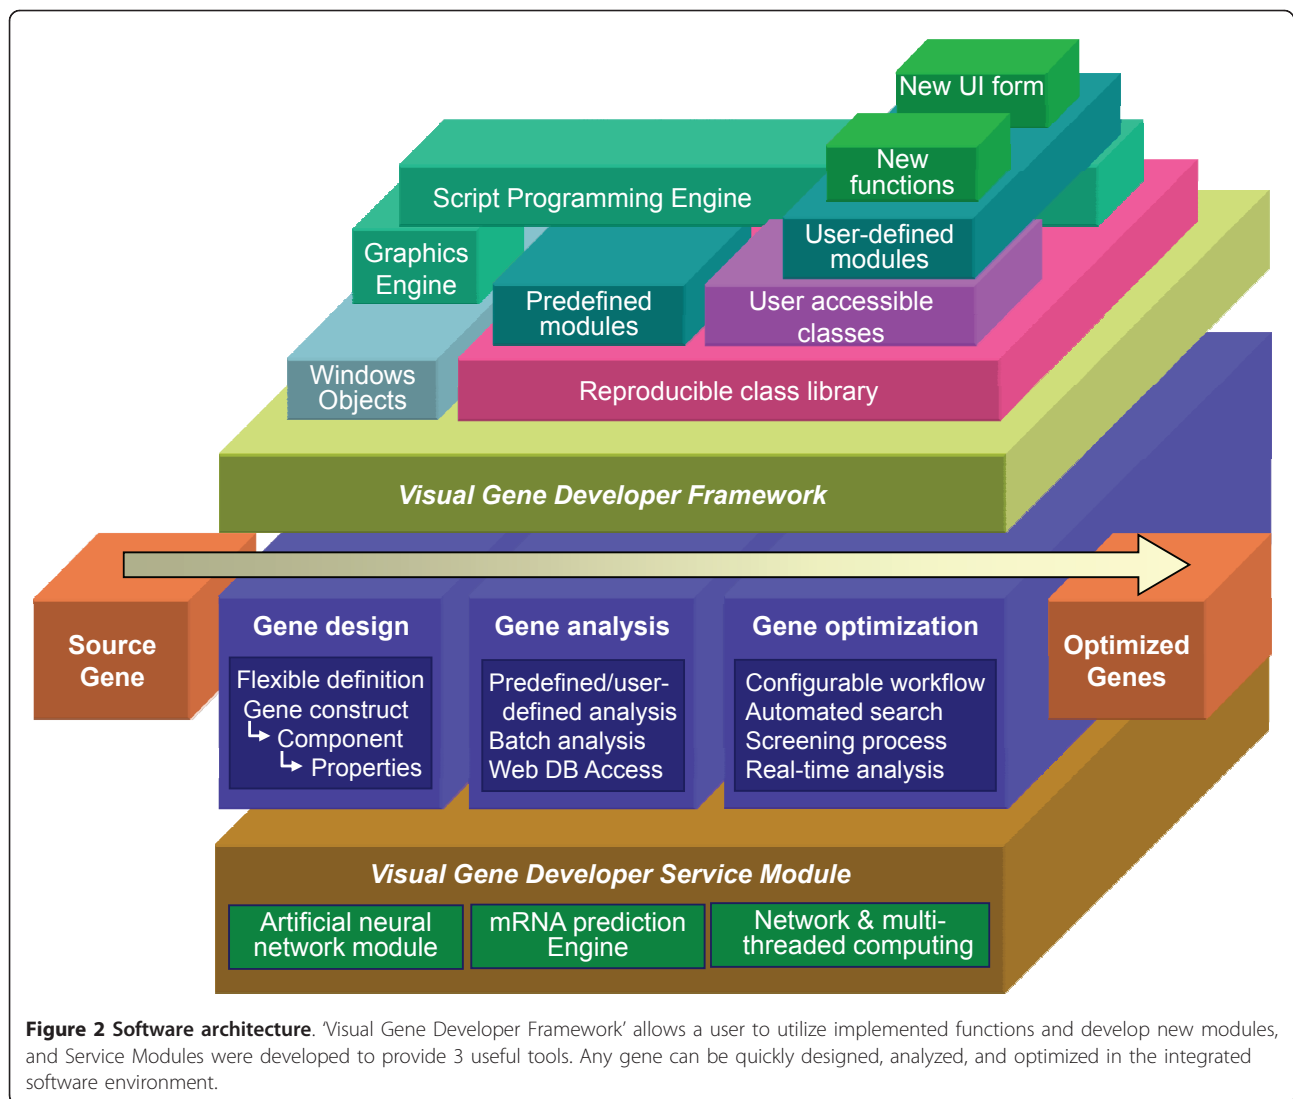 New UI form
New
functions
Script Programming Engine
User-defined
modules
Graphics
Engine
Predefined
modules
User accessible
classes
Windows
Objects
Reproducible class library
Visual Gene Developer Framework
Source
Gene
Gene design
Flexible definition
Gene construct
Component
Properties
Gene analysis
Predefined/user-
defined analysis
Batch analysis
Web DB Access
Gene optimization
Configurable workflow
Automated search
Screening process
Real-time analysis
Optimized
Genes
Visual Gene Developer Service Module
Artificial neural
network module
mRNA prediction
Engine
Network & multi-
threaded computing
Figure 2 Software architecture. ‘Visual Gene Developer Framework’ allows a user to utilize implemented functions and develop new modules,
and Service Modules were developed to provide 3 useful tools. Any gene can be quickly designed, analyzed, and optimized in the integrated
software environment.